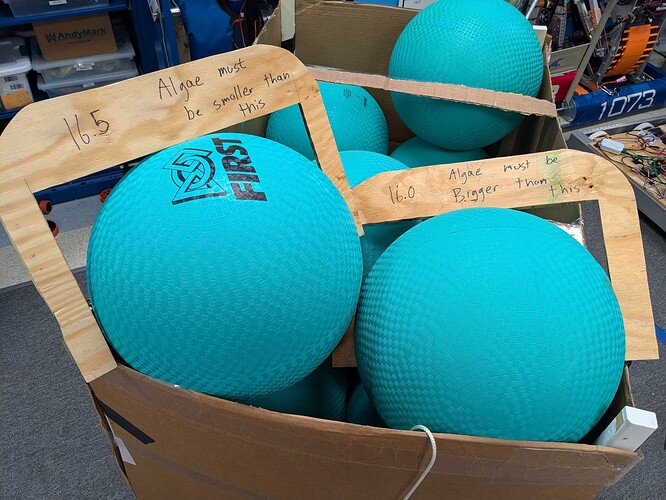 AndyMark
16.5
Algae must
be smaller than
this
FIRST
16.0
Algae must be
Bigger than
this
1073